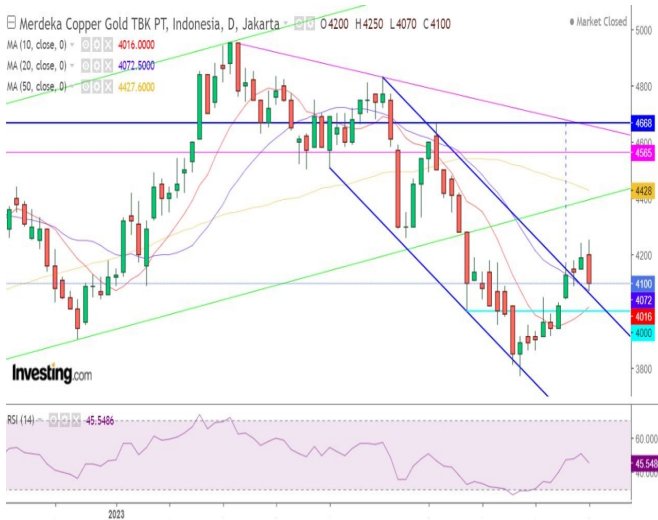 Merdeka Copper Gold TBK PT, Indonesia, D, Jakarta O4200 H4250 L4070 C4100
Market Closed
MA (10, close, 0) 4016.0000
MA (20, close, 0) 4072.5000
MA (50, close, 0) 4427.6000
5000
4800
4668
4600
4565
4428
4400
4200
4100
4072
4016
4000
3800
Investing.com
RSI (14) 45.5486
60.000
45.548
40.000
2023